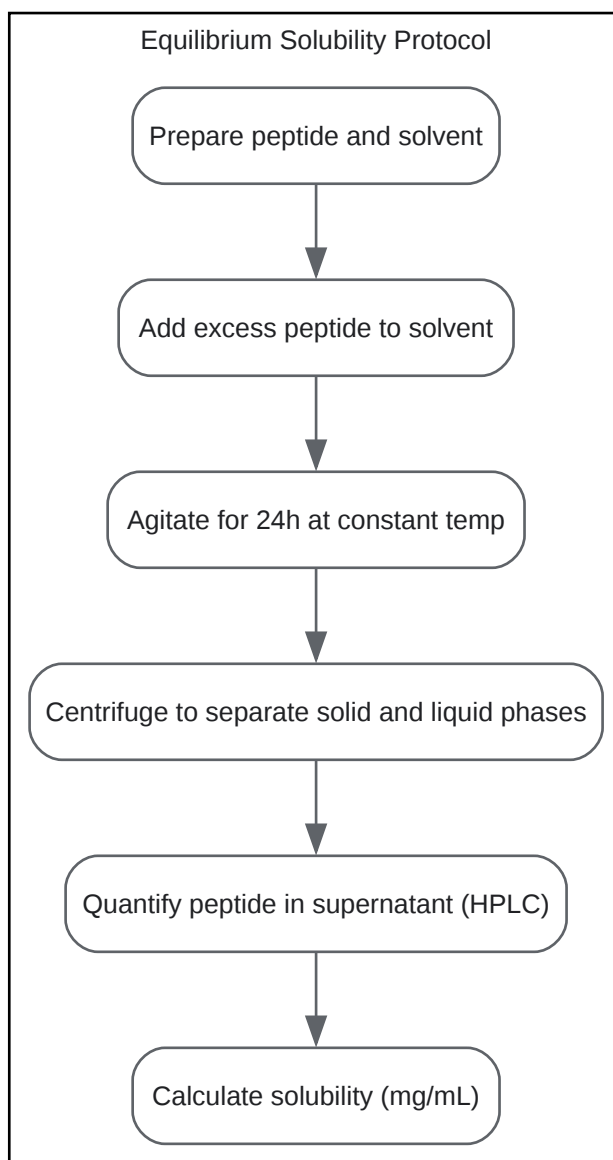 Equilibrium Solubility Protocol
Prepare peptide and solvent
Add excess peptide to solvent
Agitate for 24h at constant temp
Centrifuge to separate solid and liquid phases
Quantify peptide in supernatant (HPLC)
Calculate solubility (mg/mL)